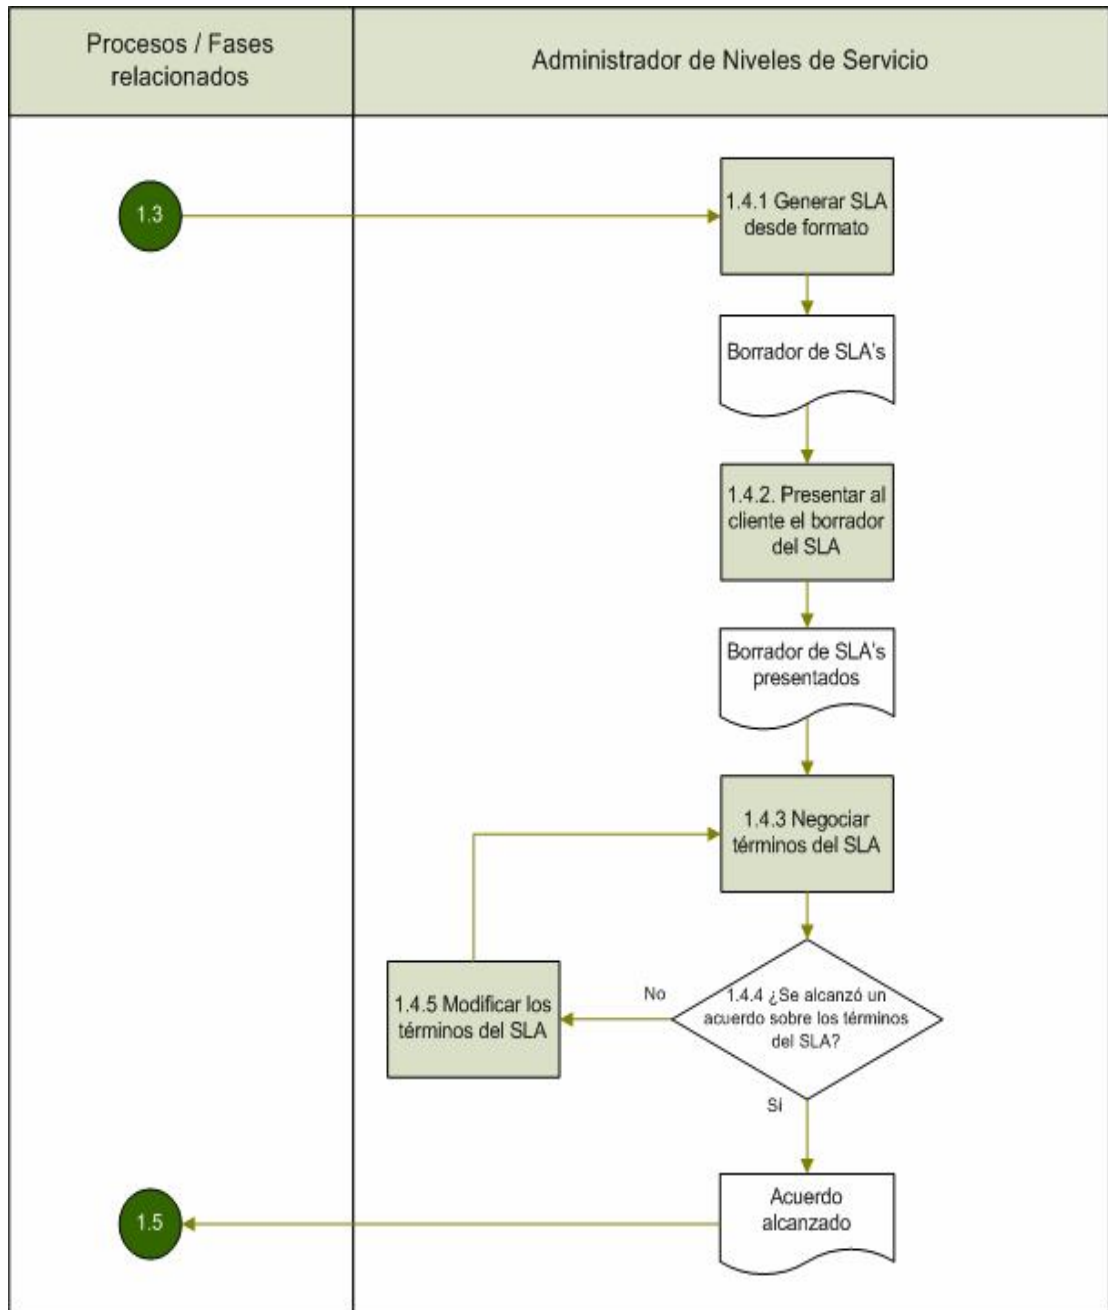 Procesos / Fases
relacionados
Administrador de Niveles de Servicio
1.3
1.4.1 Generar SLA
desde formato
Borrador de SLA's
1.4.2. Presentar al
cliente el borrador
del SLA
Borrador de SLA's
presentados
1.4.3 Negociar
términos del SLA
1.4.4 ¿Se alcanzó un
acuerdo sobre los términos
del SLA?
No
1.4.5 Modificar los
términos del SLA
Sí
Acuerdo
alcanzado
1.5